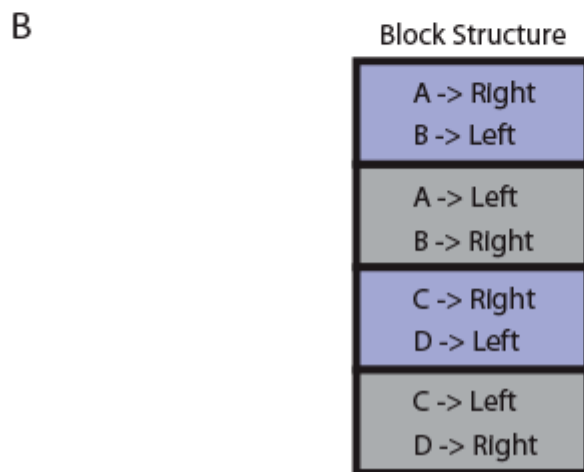 B
Block Structure
A -> Right
B -> Left
A -> Left
B -> Right
C -> Right
D -> Left
C -> Left
D -> Right